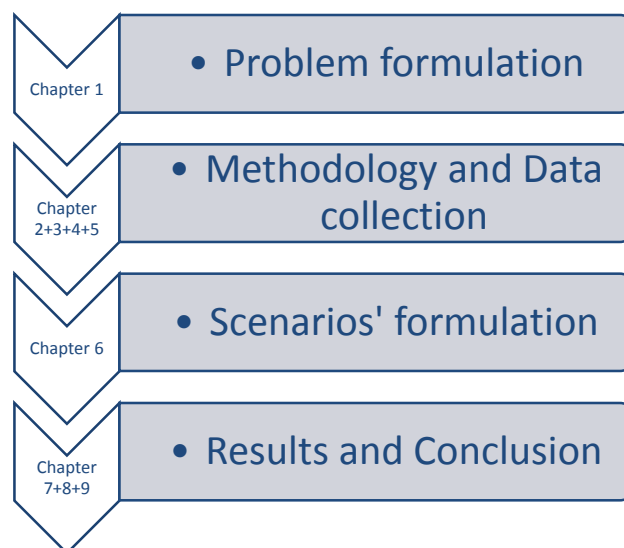 Chapter 1
• Problem formulation
Chapter
2+3+4+5
• Methodology and Data
collection
Chapter 6
• Scenarios' formulation
Chapter
7+8+9
• Results and Conclusion